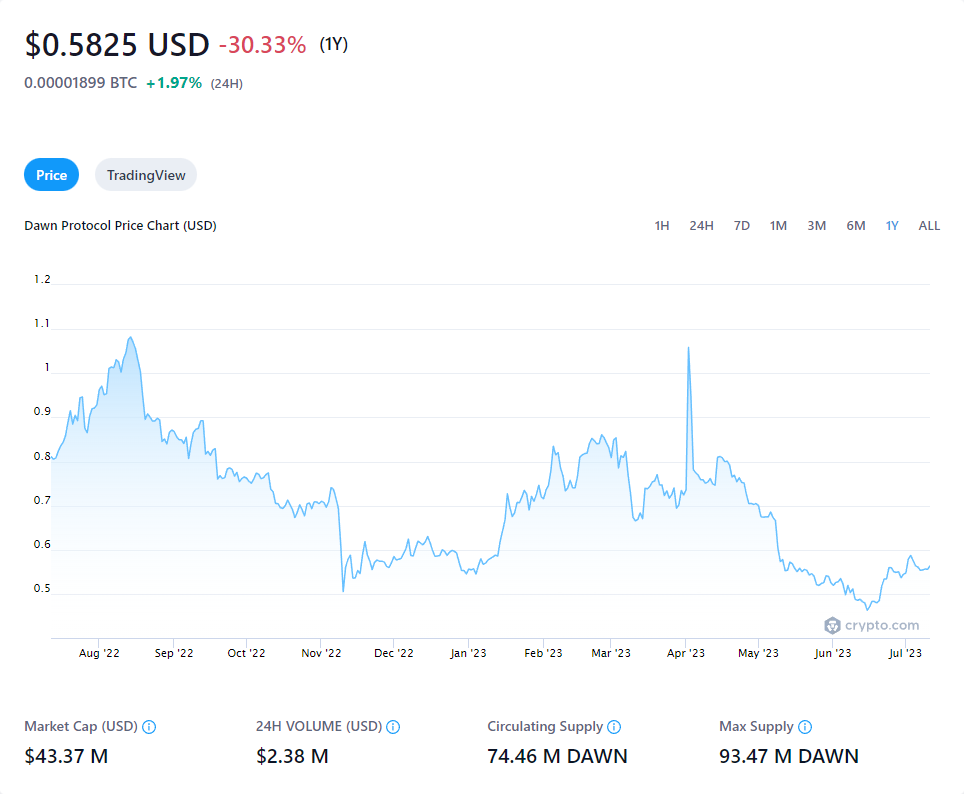 $0.5825 USD -30.33% (1Y)
0.00001899 BTC +1.97% (24H)
Price TradingView
Dawn Protocol Price Chart (USD) 1H 24H 7D 1M 3M 6M 1Y ALL
1.2
1.1
1
0.9
0.8
0.7
0.6
0.5
crypto.com
Aug '22 Sep '22 Oct '22 Nov '22 Dec '22 Jan '23 Feb '23 Mar '23 Apr '23 May '23 Jun '23 Jul '23
Market Cap (USD) 24H VOLUME (USD) Circulating Supply Max Supply
$43.37 M $2.38 M 74.46 M DAWN 93.47 M DAWN